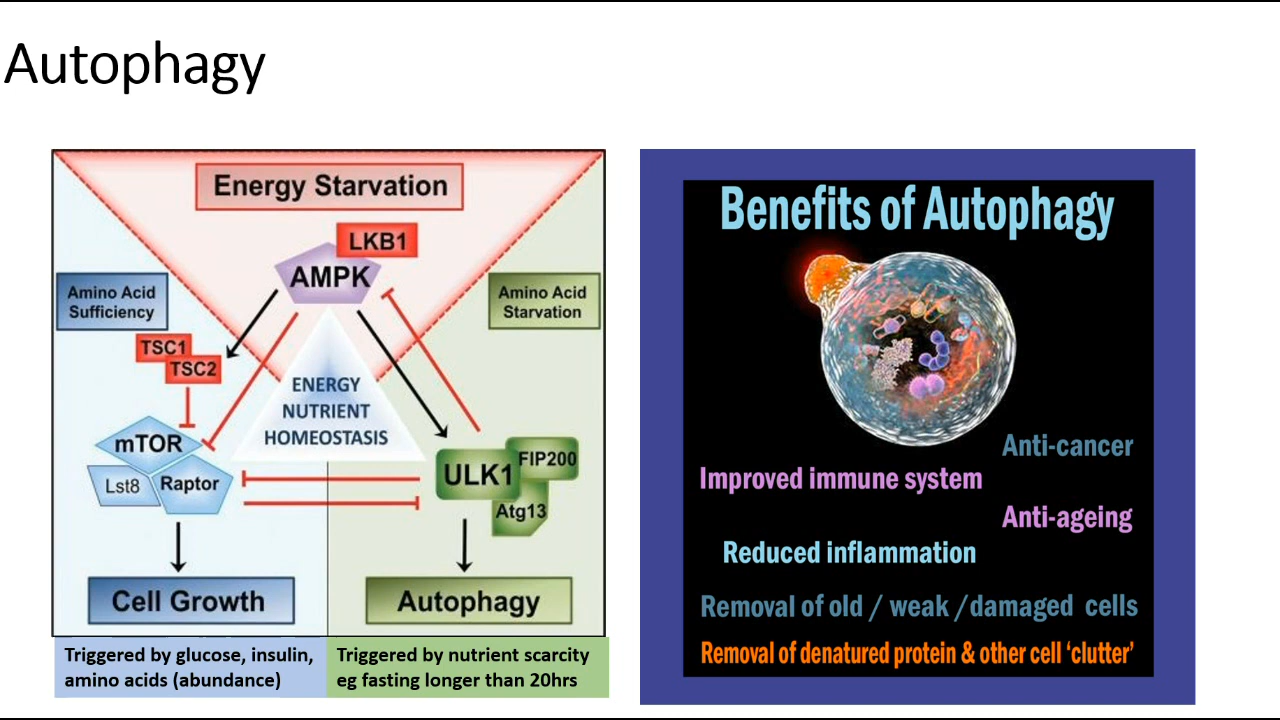 Autophagy
Energy Starvation
LKB1
AMPK
Amino Acid
Sufficiency
Amino Acid
Starvation
TSC1
TSC2
ENERGY
NUTRIENT
HOMEOSTASIS
mTOR
Lst8
Raptor
ULK1
FIP200
Atg13
Cell Growth
Autophagy
Triggered by glucose, insulin,
amino acids (abundance)
Triggered by nutrient scarcity
eg fasting longer than 20hrs
Benefits of Autophagy
Anti-cancer
Improved immune system
Anti-ageing
Reduced inflammation
Removal of old / weak /damaged cells
Removal of denatured protein & other cell ‘clutter’